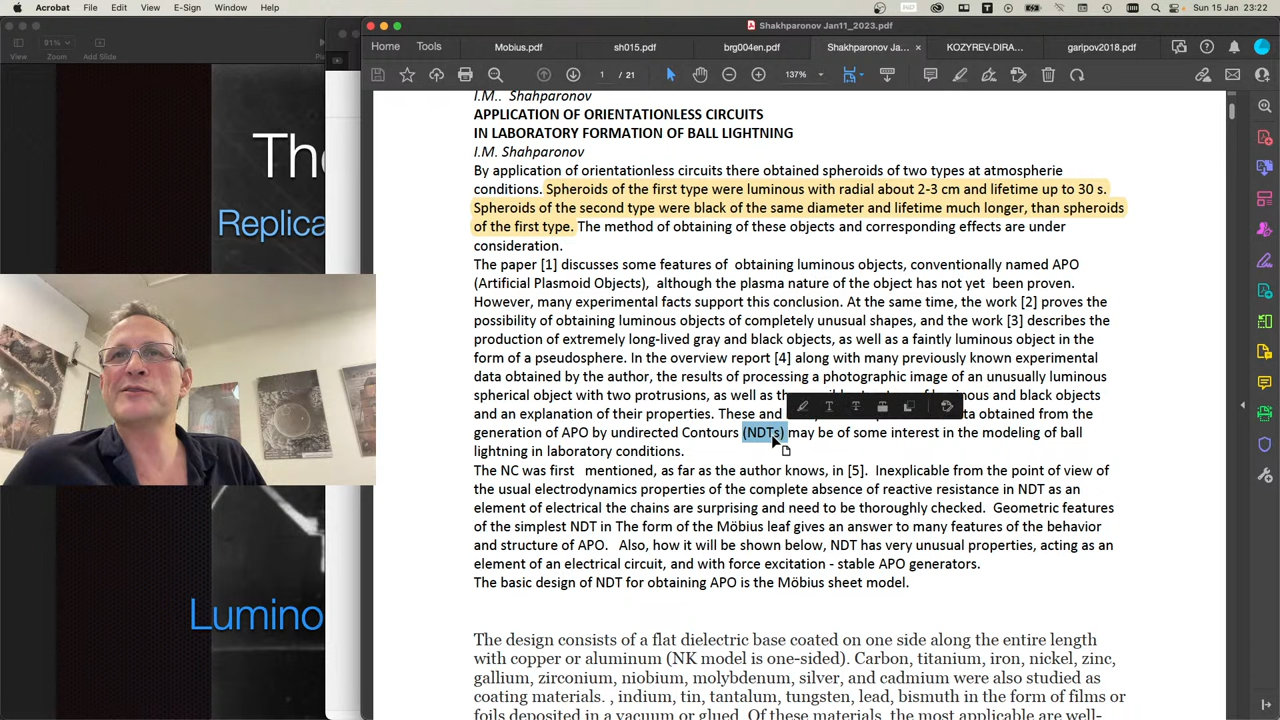 Acrobat File Edit View E-Sign Window Help
Sun 15 Jan 23:22
91%
View Zoom Add Slide
Shakhparonov Jan11_2023.pdf
Home Tools Mobius.pdf sh015.pdf brg004en.pdf Shakhparonov Ja... × KOZYREV-DIRA... garipov2018.pdf
1 / 21 137%
The
Replica
Lumino
I.M.. Shahparonov
APPLICATION OF ORIENTATIONLESS CIRCUITS
IN LABORATORY FORMATION OF BALL LIGHTNING
I.M. Shahparonov
By application of orientationless circuits there obtained spheroids of two types at atmospherie
conditions. Spheroids of the first type were luminous with radial about 2-3 cm and lifetime up to 30 s.
Spheroids of the second type were black of the same diameter and lifetime much longer, than spheroids
of the first type. The method of obtaining of these objects and corresponding effects are under
consideration.
The paper [1] discusses some features of obtaining luminous objects, conventionally named APO
(Artificial Plasmoid Objects), although the plasma nature of the object has not yet been proven.
However, many experimental facts support this conclusion. At the same time, the work [2] proves the
possibility of obtaining luminous objects of completely unusual shapes, and the work [3] describes the
production of extremely long-lived gray and black objects, as well as a faintly luminous object in the
form of a pseudosphere. In the overview report [4] along with many previously known experimental
data obtained by the author, the results of processing a photographic image of an unusually luminous
spherical object with two protrusions, as well as the of luminous and black objects
and an explanation of their properties. These and obtained from the
generation of APO by undirected Contours (NDTs) may be of some interest in the modeling of ball
lightning in laboratory conditions.
The NC was first mentioned, as far as the author knows, in [5]. Inexplicable from the point of view of
the usual electrodynamics properties of the complete absence of reactive resistance in NDT as an
element of electrical the chains are surprising and need to be thoroughly checked. Geometric features
of the simplest NDT in The form of the Möbius leaf gives an answer to many features of the behavior
and structure of APO. Also, how it will be shown below, NDT has very unusual properties, acting as an
element of an electrical circuit, and with force excitation - stable APO generators.
The basic design of NDT for obtaining APO is the Möbius sheet model.
The design consists of a flat dielectric base coated on one side along the entire length
with copper or aluminum (NK model is one-sided). Carbon, titanium, iron, nickel, zinc,
gallium, zirconium, niobium, molybdenum, silver, and cadmium were also studied as
coating materials. , indium, tin, tantalum, tungsten, lead, bismuth in the form of films or
foils deposited in a vacuum or glued. Of these materials, the most applicable are well-